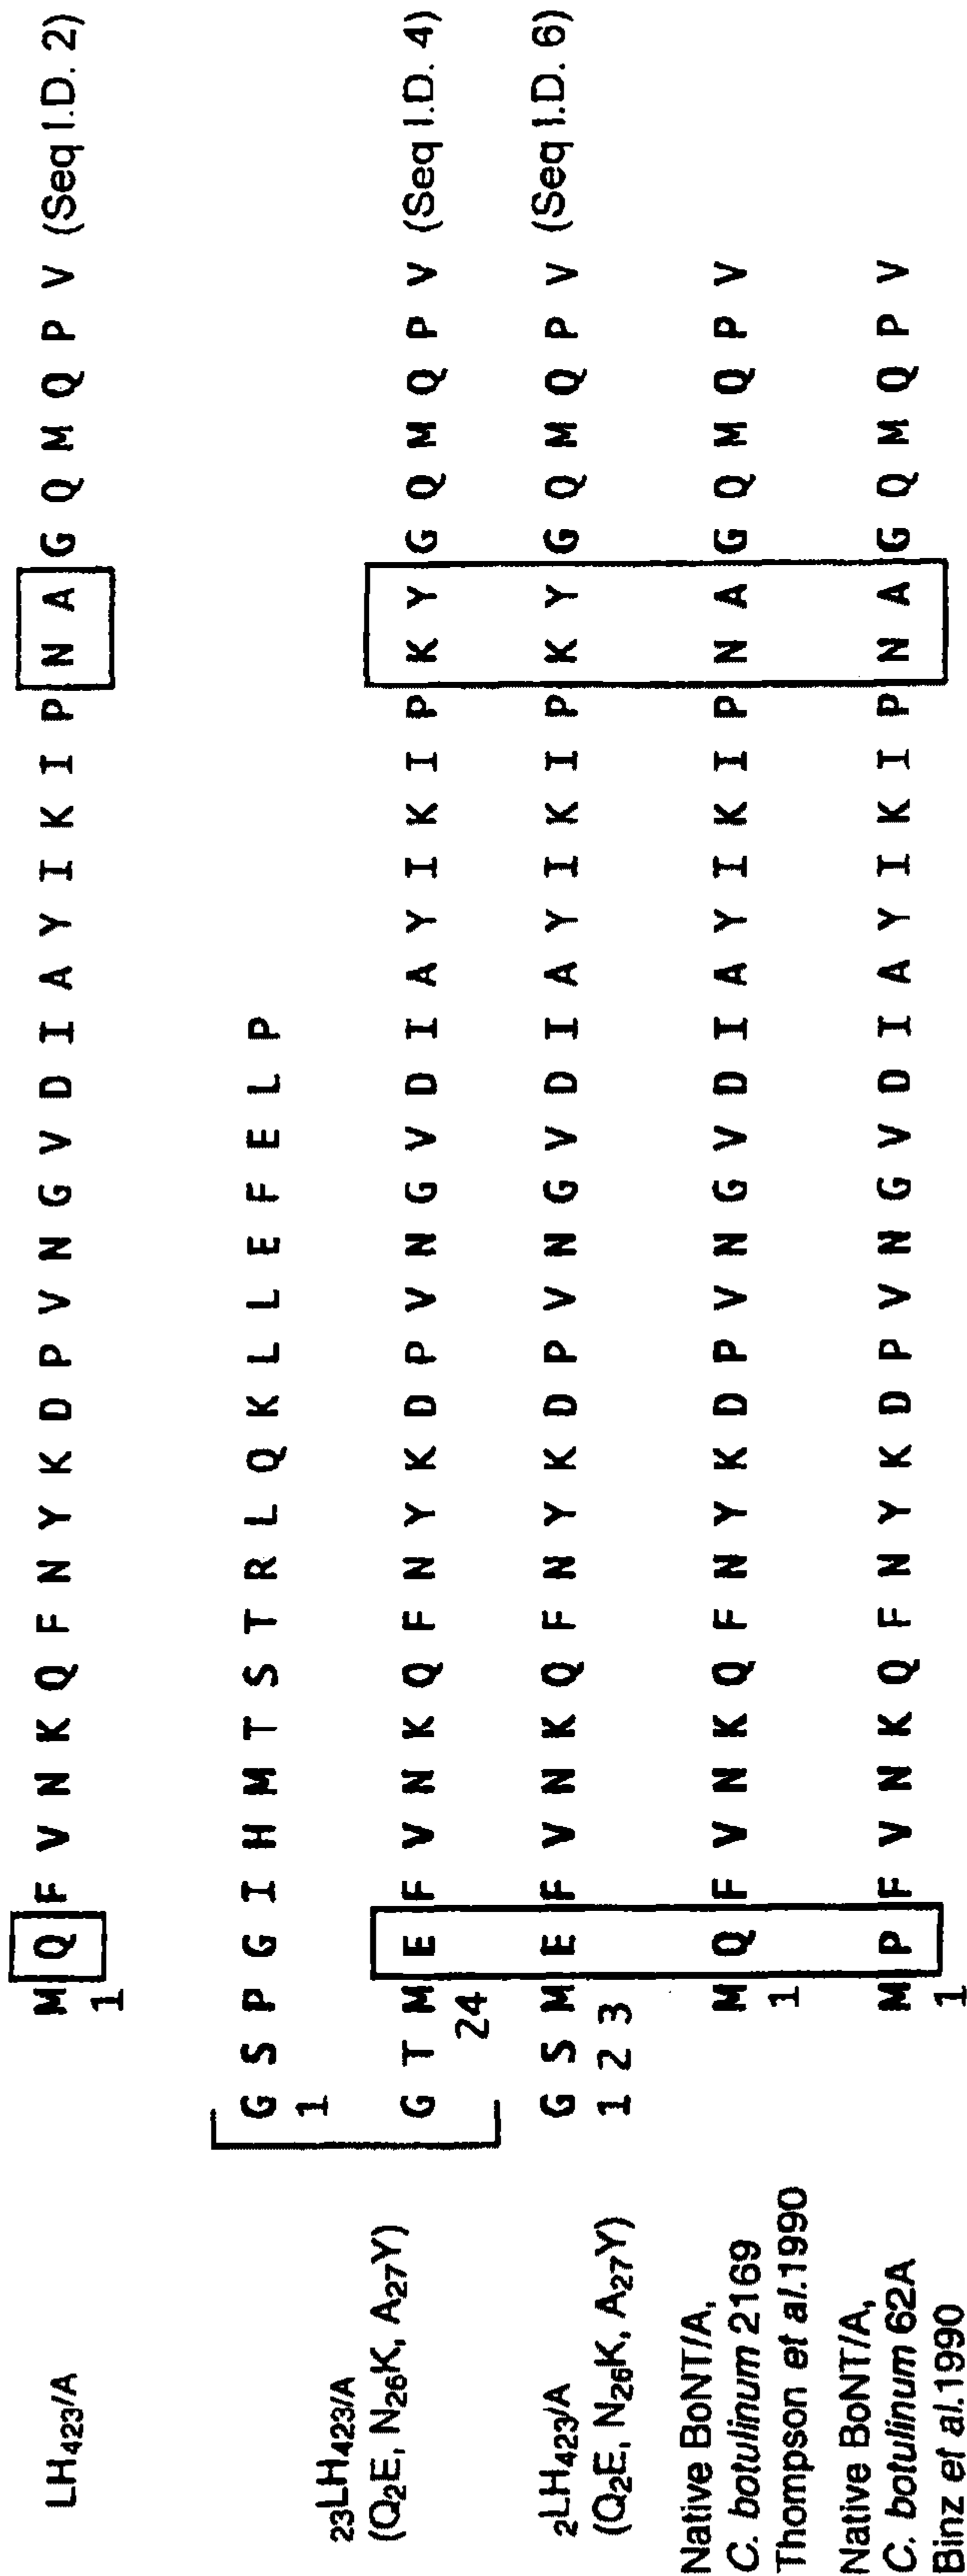 LH423/A M Q F V N K Q F N Y K D P V N G V D I A Y I K I P N A G Q M Q P V (Seq I.D. 2)
1
G S P G I H M T S T R L Q K L L E F E L P
1
23LH423/A
(Q2E, N26K, A27Y) G T M E F V N K Q F N Y K D P V N G V D I A Y I K I P K Y G Q M Q P V (Seq I.D. 4)
24
2LH423/A G S M E F V N K Q F N Y K D P V N G V D I A Y I K I P K Y G Q M Q P V (Seq I.D. 6)
(Q2E, N26K, A27Y) 1 2 3
Native BoNT/A,
C. botulinum 2169 M Q F V N K Q F N Y K D P V N G V D I A Y I K I P N A G Q M Q P V
Thompson et al.1990 1
Native BoNT/A,
C. botulinum 62A M P F V N K Q F N Y K D P V N G V D I A Y I K I P N A G Q M Q P V
Binz et al.1990 1